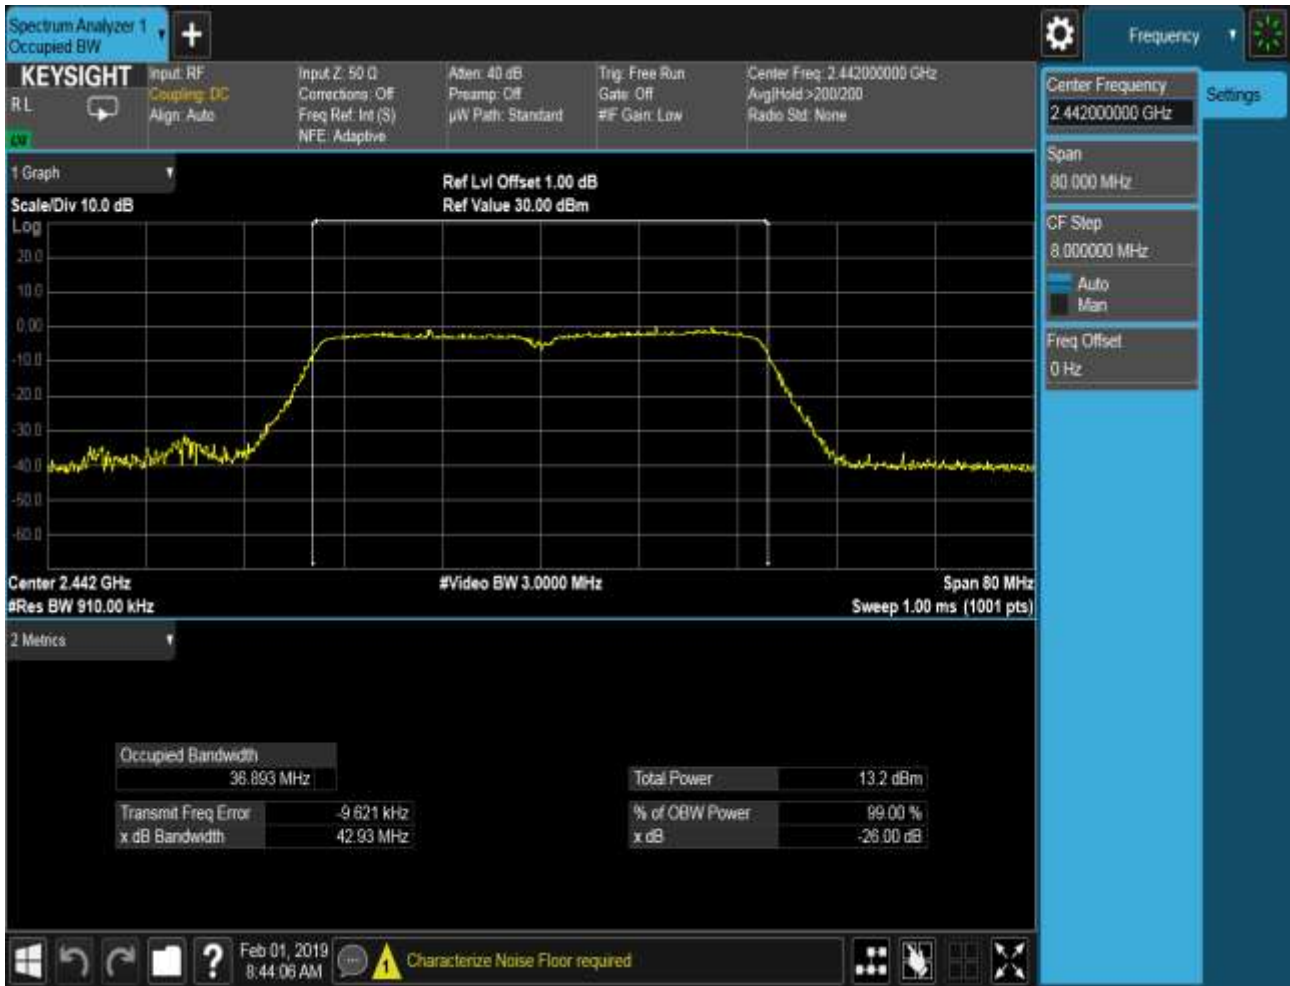 Spectrum Analyzer 1
Occupied BW
Frequency
KEYSIGHT
R L
Input: RF
Coupling: DC
Align: Auto
Input Z: 50 Ω
Corrections: Off
Freq Ref: Int (S)
NFE: Adaptive
Atten: 40 dB
Preamp: Off
µW Path: Standard
Trig: Free Run
Gate: Off
#IF Gain: Low
Center Freq: 2.442000000 GHz
Avg|Hold:>200/200
Radio Std: None
Center Frequency
2.442000000 GHz
Settings
Span
80.000 MHz
CF Step
8.000000 MHz
Auto
Man
Freq Offset
0 Hz
1 Graph
Scale/Div 10.0 dB
Ref Lvl Offset 1.00 dB
Ref Value 30.00 dBm
Log
20.0
10.0
0.00
-10.0
-20.0
-30.0
-40.0
-50.0
-60.0
Center 2.442 GHz
#Video BW 3.0000 MHz
Span 80 MHz
#Res BW 910.00 kHz
Sweep 1.00 ms (1001 pts)
2 Metrics
Occupied Bandwidth
36.893 MHz
Transmit Freq Error -9.621 kHz
x dB Bandwidth 42.93 MHz
Total Power 13.2 dBm
% of OBW Power 99.00 %
x dB -26.00 dB
?
Feb 01, 2019
8:44:06 AM
1
Characterize Noise Floor required